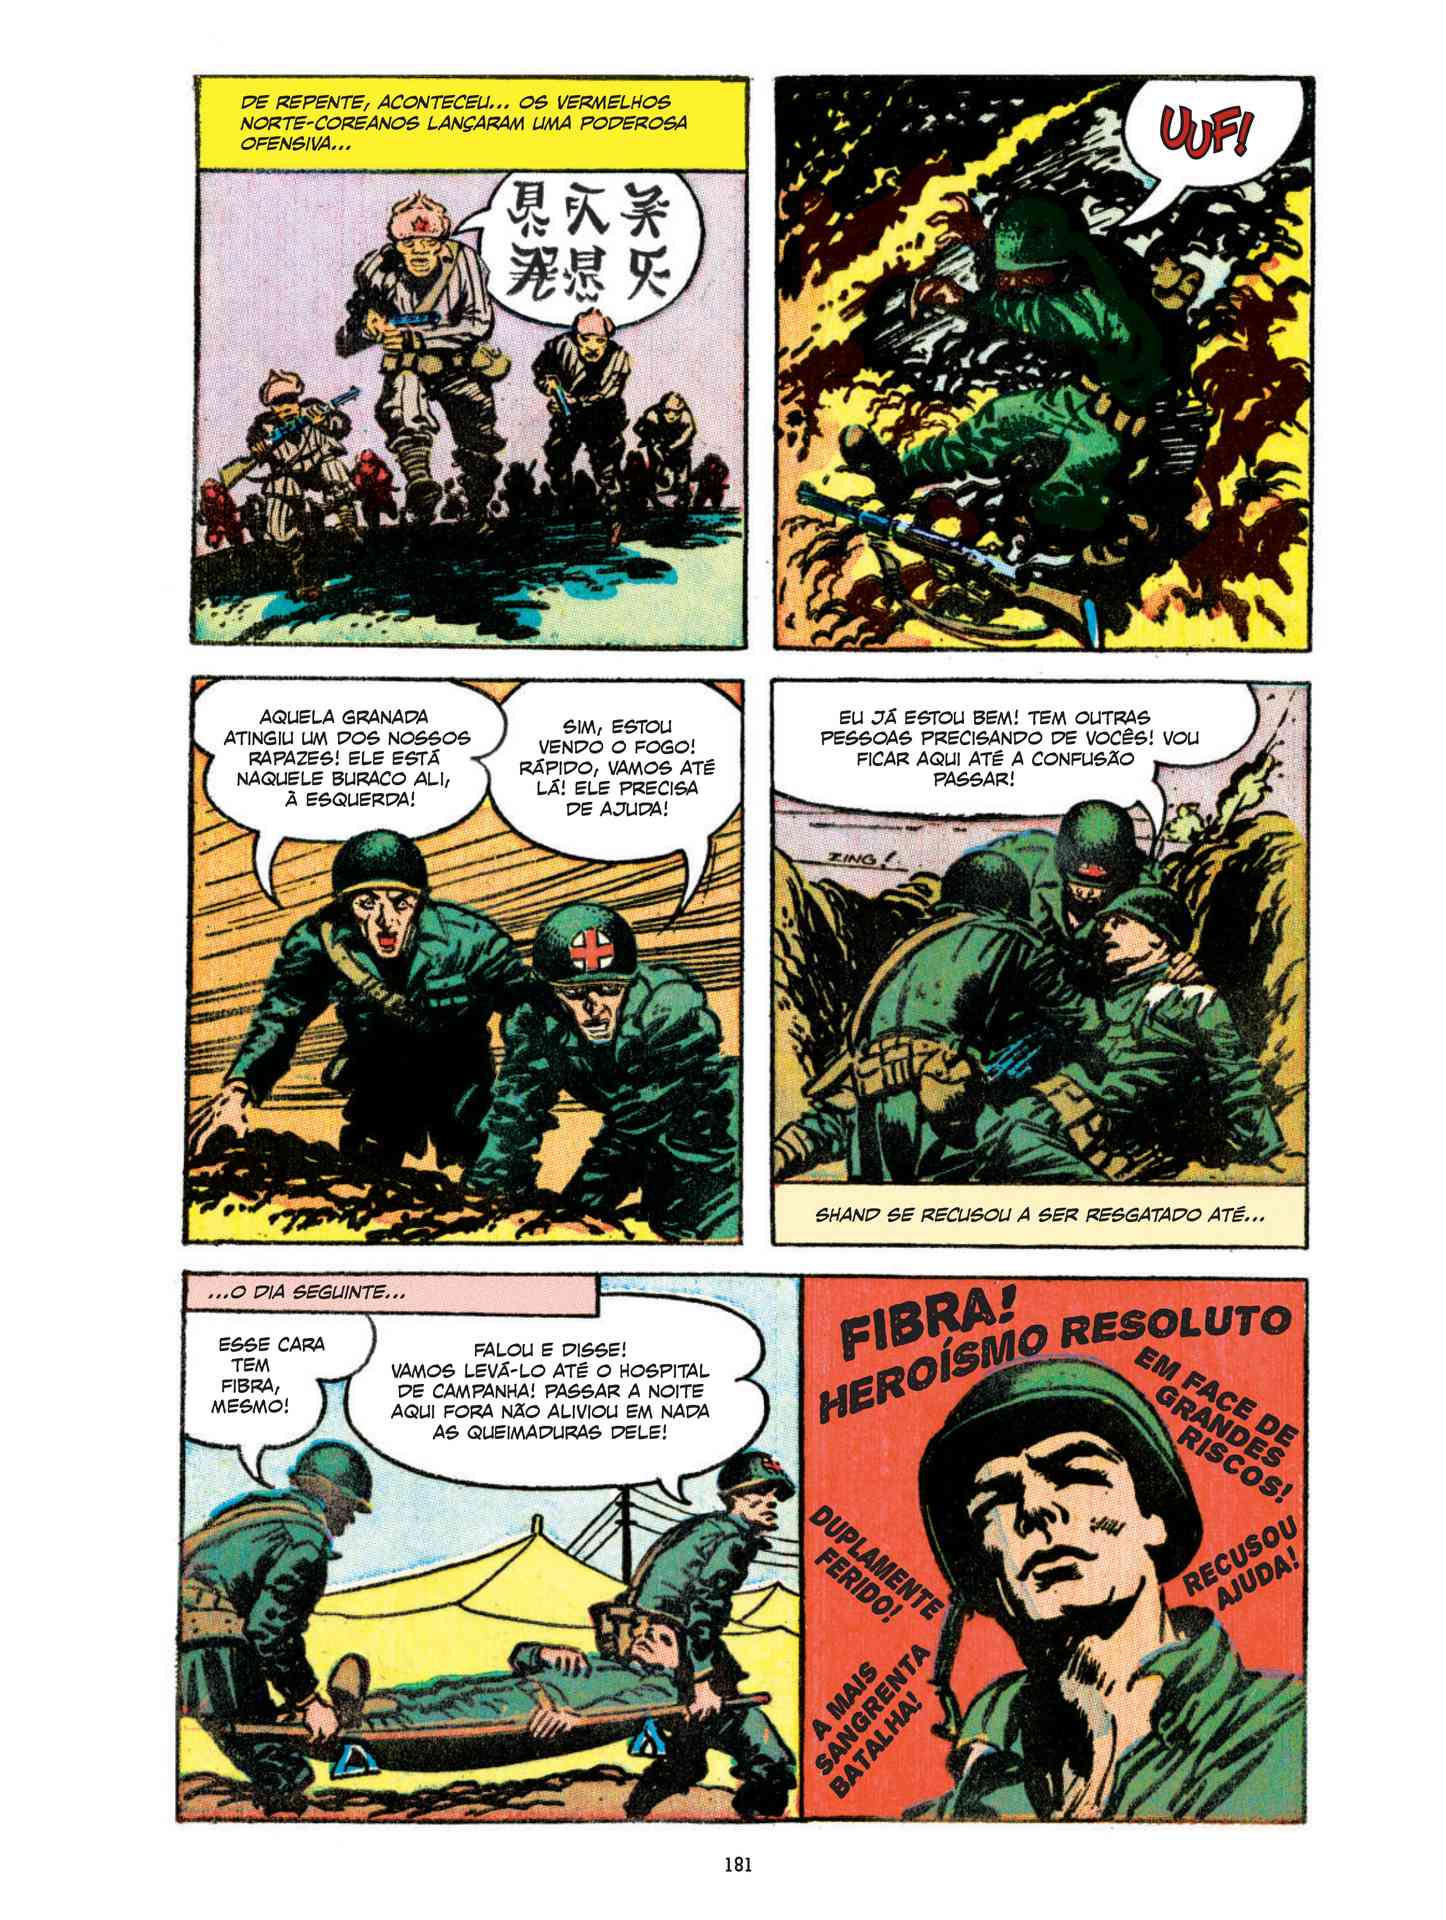 DE REPENTE, ACONTECEU... OS VERMELHOS
NORTE-COREANOS LANÇARAM UMA PODEROSA
OFENSIVA...
UUF!
AQUELA GRANADA
ATINGIU UM DOS NOSSOS
RAPAZES! ELE ESTÁ
NAQUELE BURACO ALI,
À ESQUERDA!
SIM, ESTOU
VENDO O FOGO!
RÁPIDO, VAMOS ATÉ
LÁ! ELE PRECISA
DE AJUDA!
EU JÁ ESTOU BEM! TEM OUTRAS
PESSOAS PRECISANDO DE VOCÊS! VOU
FICAR AQUI ATÉ A CONFUSÃO
PASSAR!
ZING!
SHAND SE RECUSOU A SER RESGATADO ATÉ...
...O DIA SEGUINTE...
ESSE CARA
TEM
FIBRA,
MESMO!
FALOU E DISSE!
VAMOS LEVÁ-LO ATÉ O HOSPITAL
DE CAMPANHA! PASSAR A NOITE
AQUI FORA NÃO ALIVIOU EM NADA
AS QUEIMADURAS DELE!
FIBRA!
HEROÍSMO RESOLUTO
EM FACE DE
GRANDES
RISCOS!
DUPLAMENTE
FERIDO!
RECUSOU
AJUDA!
A MAIS
SANGRENTA
BATALHA!
181